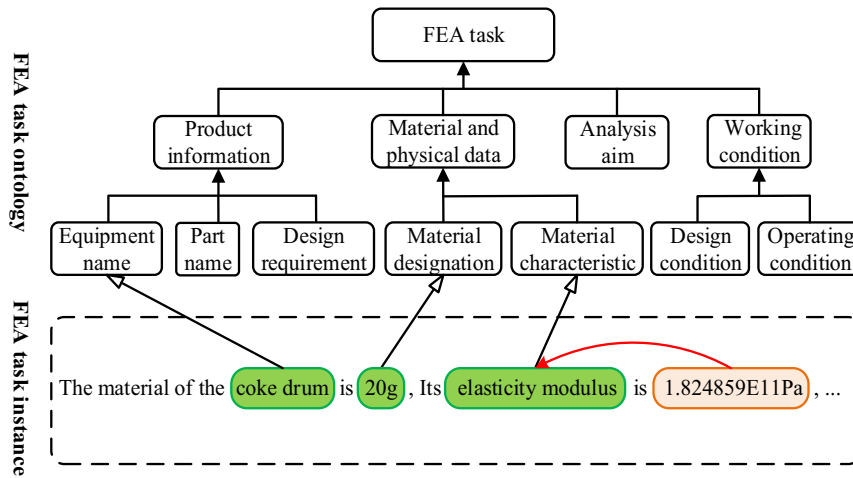 FEA task ontology
FEA task
Product
information
Material and
physical data
Analysis
aim
Working
condition
Equipment
name
Part
name
Design
requirement
Material
designation
Material
characteristic
Design
condition
Operating
condition
FEA task instance
The material of the coke drum is 20g , Its elasticity modulus is 1.824859E11Pa , ...